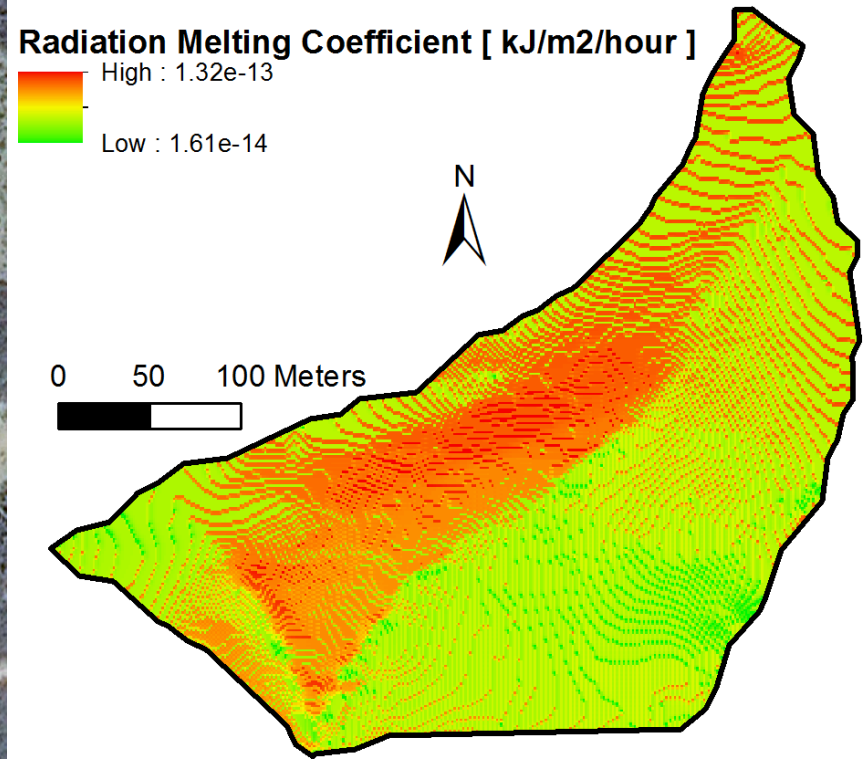 Radiation Melting Coefficient [ kJ/m2/hour ]
High : 1.32e-13
Low : 1.61e-14
N
0 50 100 Meters